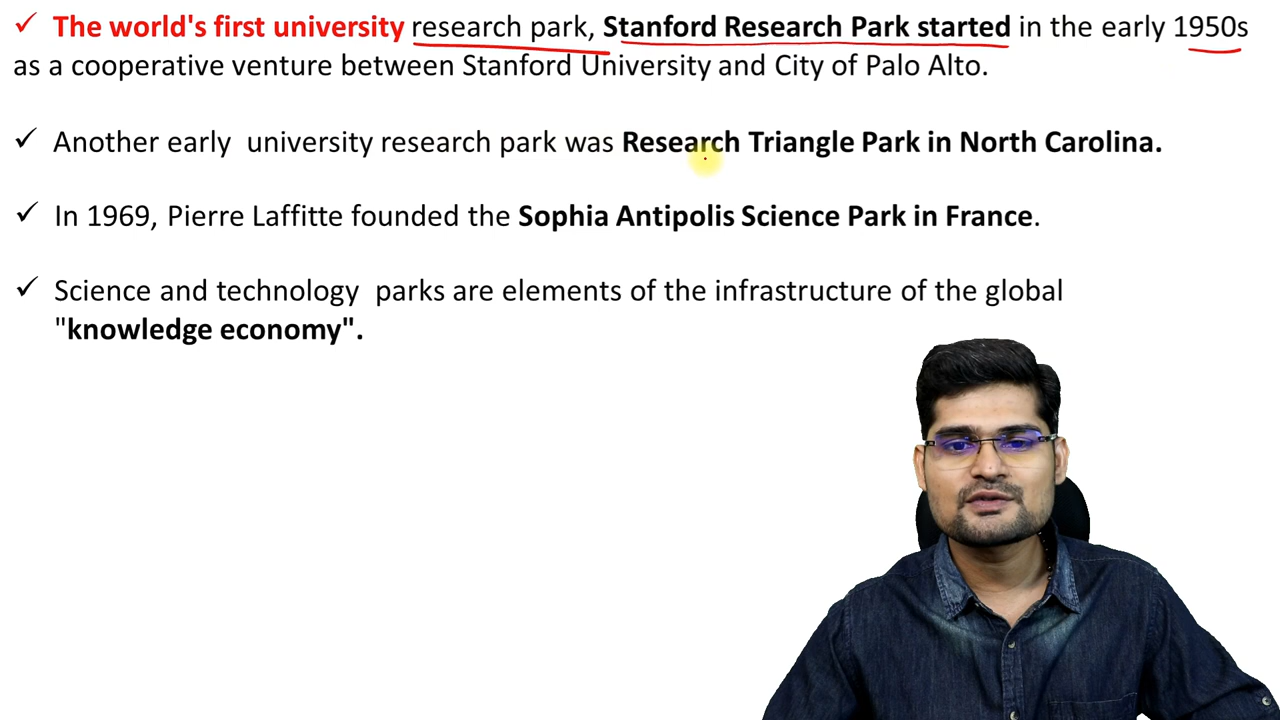 ✓ The world's first university research park, Stanford Research Park started in the early 1950s
as a cooperative venture between Stanford University and City of Palo Alto.
✓ Another early university research park was Research Triangle Park in North Carolina.
✓ In 1969, Pierre Laffitte founded the Sophia Antipolis Science Park in France.
✓ Science and technology parks are elements of the infrastructure of the global
"knowledge economy".